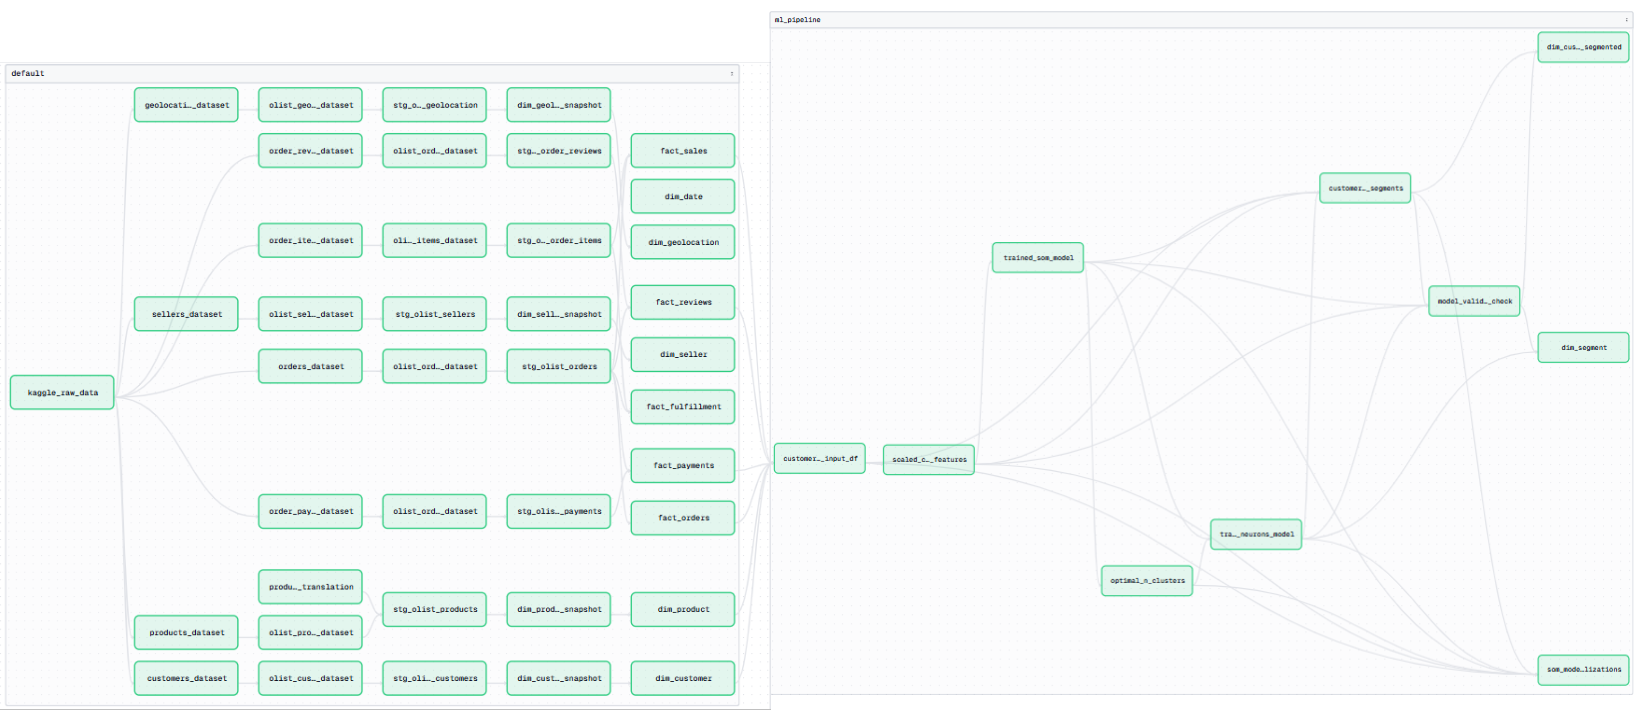 ml_pipeline
default
geolocati…_dataset
olist_geo…_dataset
stg_o…_geolocation
dim_geol…_snapshot
order_rev…_dataset
olist_ord…_dataset
stg…_order_reviews
fact_sales
dim_date
order_ite…_dataset
oli…_items_dataset
stg_o…_order_items
dim_geolocation
sellers_dataset
olist_sel…_dataset
stg_olist_sellers
dim_sell…_snapshot
fact_reviews
dim_seller
kaggle_raw_data
orders_dataset
olist_ord…_dataset
stg_olist_orders
fact_fulfillment
fact_payments
order_pay…_dataset
olist_ord…_dataset
stg_olis…_payments
fact_orders
produ…_translation
stg_olist_products
dim_prod…_snapshot
dim_product
products_dataset
olist_pro…_dataset
customers_dataset
olist_cus…_dataset
stg_oli…_customers
dim_cust…_snapshot
dim_customer
dim_cus…_segmented
customer…_segments
trained_som_model
model_valid…_check
dim_segment
customer…_input_df
scaled_c…_features
tra…_neurons_model
optimal_n_clusters
som_mode…lizations